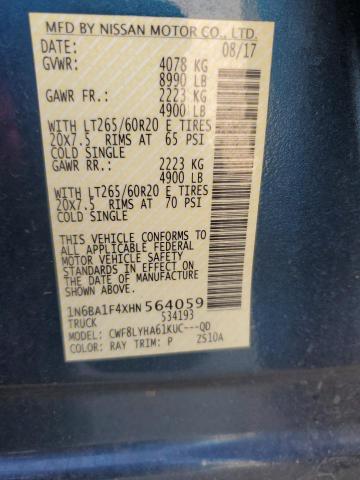 MFD BY NISSAN MOTOR CO., LTD.
DATE: 08/17
GVWR: 4078 KG
8990 LB
GAWR FR.: 2223 KG
4900 LB
WITH LT265/60R20 E TIRES
20X7.5 RIMS AT 65 PSI
COLD SINGLE
GAWR RR.: 2223 KG
4900 LB
WITH LT265/60R20 E TIRES
20X7.5 RIMS AT 70 PSI
COLD SINGLE
THIS VEHICLE CONFORMS TO
ALL APPLICABLE FEDERAL
MOTOR VEHICLE SAFETY
STANDARDS IN EFFECT ON
THE DATE OF MANUFACTURE
SHOWN ABOVE.
1N6BA1F4XHN564059
TRUCK 534193
MODEL: CWF8LYHA61KUC---QD
COLOR: RAY TRIM: P ZS10A